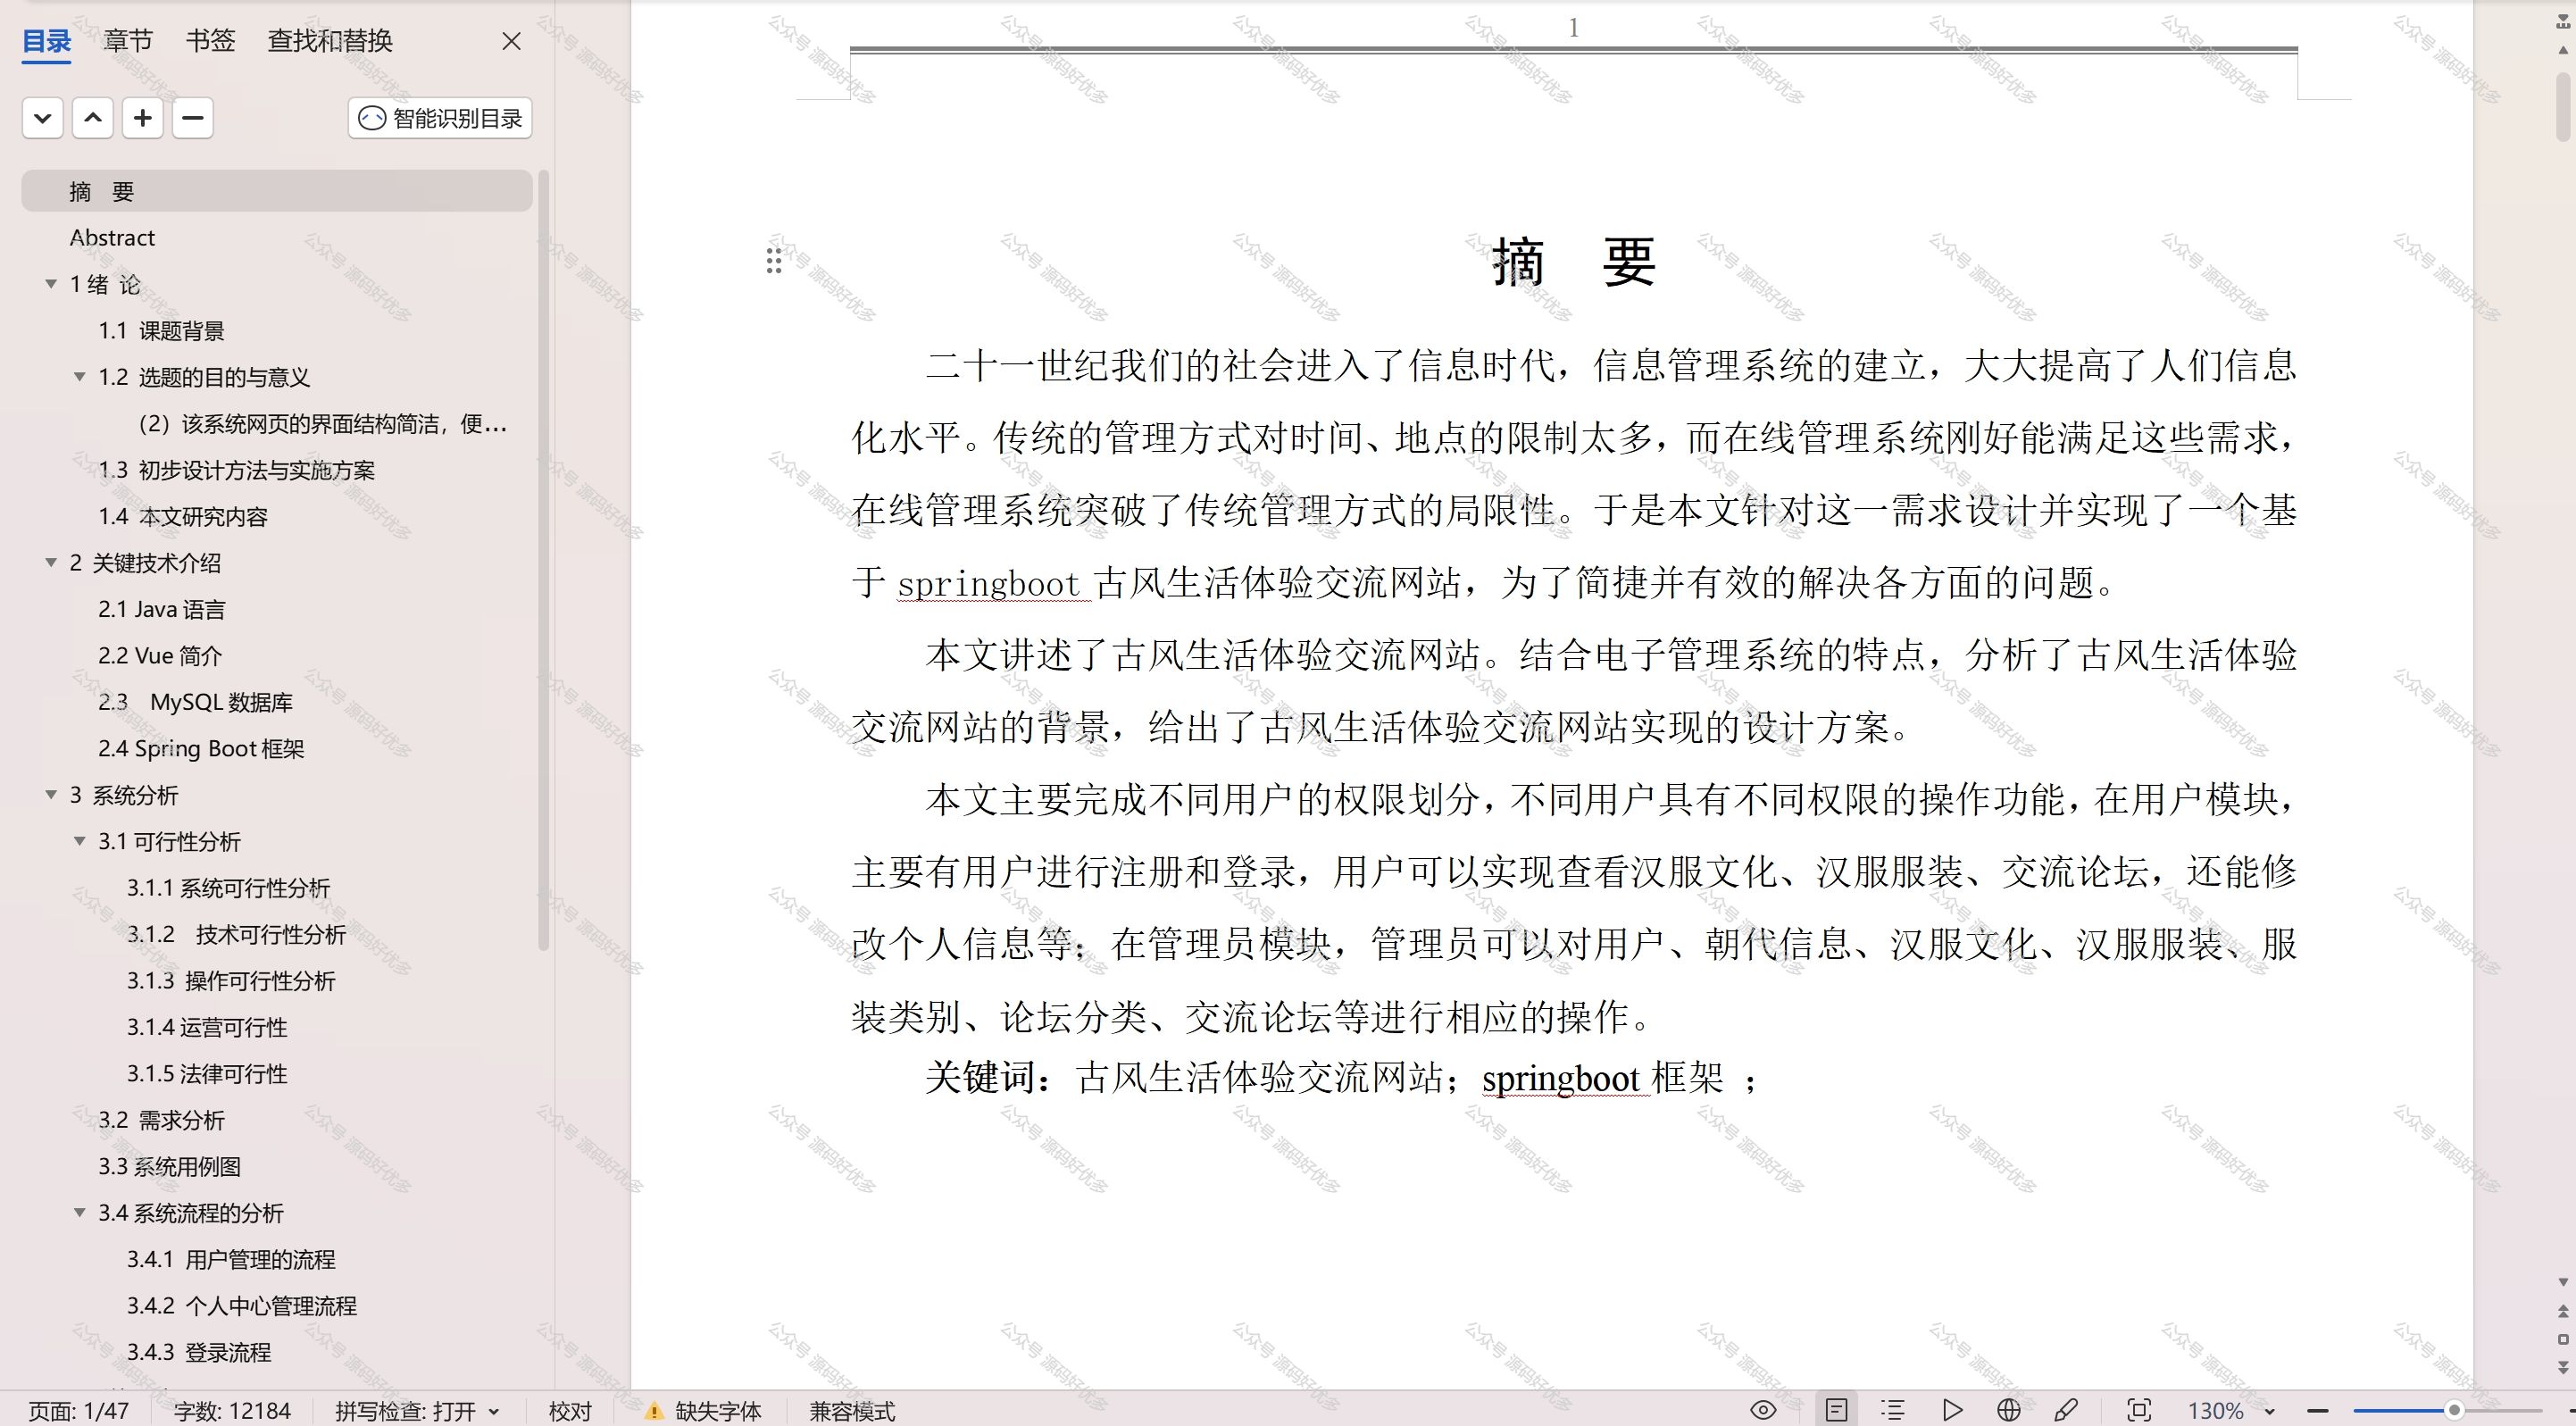 目录 章节 书签 查找和替换
智能识别目录
摘 要
Abstract
1 绪 论
1.1 课题背景
1.2 选题的目的与意义
（2）该系统网页的界面结构简洁，便...
1.3 初步设计方法与实施方案
1.4 本文研究内容
2 关键技术介绍
2.1 Java 语言
2.2 Vue 简介
2.3 MySQL 数据库
2.4 Spring Boot 框架
3 系统分析
3.1 可行性分析
3.1.1 系统可行性分析
3.1.2 技术可行性分析
3.1.3 操作可行性分析
3.1.4 运营可行性
3.1.5 法律可行性
3.2 需求分析
3.3 系统用例图
3.4 系统流程的分析
3.4.1 用户管理的流程
3.4.2 个人中心管理流程
3.4.3 登录流程
1
摘 要
二十一世纪我们的社会进入了信息时代，信息管理系统的建立，大大提高了人们信息
化水平。传统的管理方式对时间、地点的限制太多，而在线管理系统刚好能满足这些需求，
在线管理系统突破了传统管理方式的局限性。于是本文针对这一需求设计并实现了一个基
于 springboot 古风生活体验交流网站，为了简捷并有效的解决各方面的问题。
本文讲述了古风生活体验交流网站。结合电子管理系统的特点，分析了古风生活体验
交流网站的背景，给出了古风生活体验交流网站实现的设计方案。
本文主要完成不同用户的权限划分，不同用户具有不同权限的操作功能，在用户模块，
主要有用户进行注册和登录，用户可以实现查看汉服文化、汉服服装、交流论坛，还能修
改个人信息等；在管理员模块，管理员可以对用户、朝代信息、汉服文化、汉服服装、服
装类别、论坛分类、交流论坛等进行相应的操作。
关键词：古风生活体验交流网站；springboot 框架 ；
页面: 1/47 字数: 12184 拼写检查: 打开 校对 缺失字体 兼容模式 130%
公众号 源码好优多